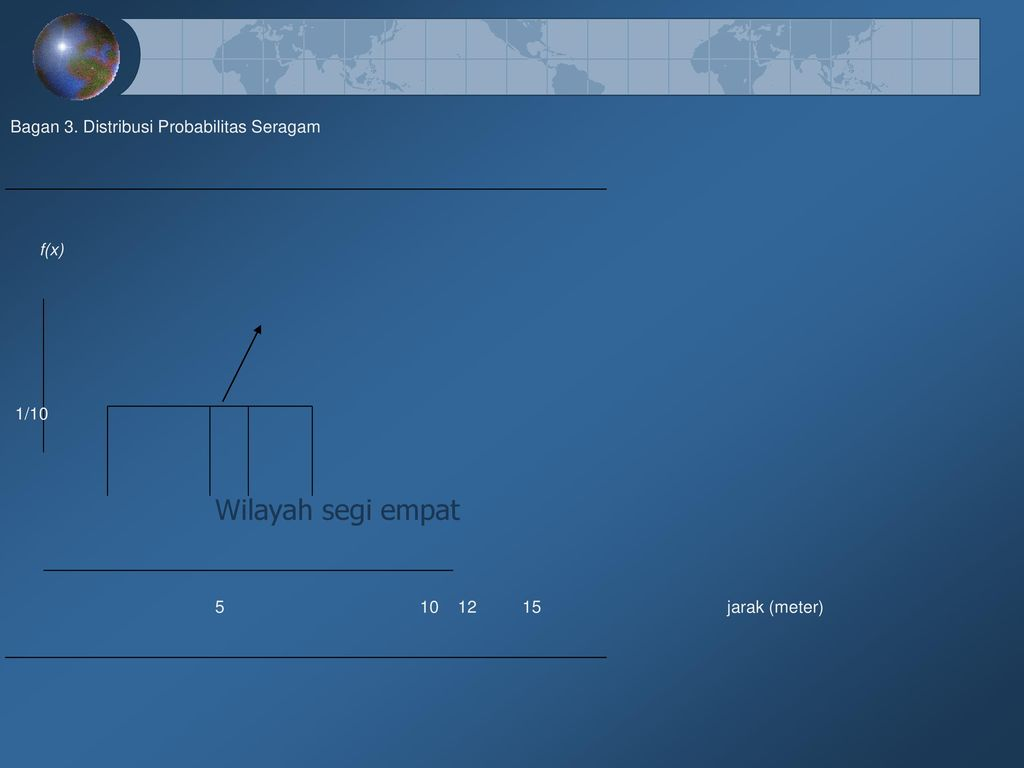 Bagan 3. Distribusi Probabilitas Seragam
f(x)
1/10
Wilayah segi empat
5 10 12 15 jarak (meter)